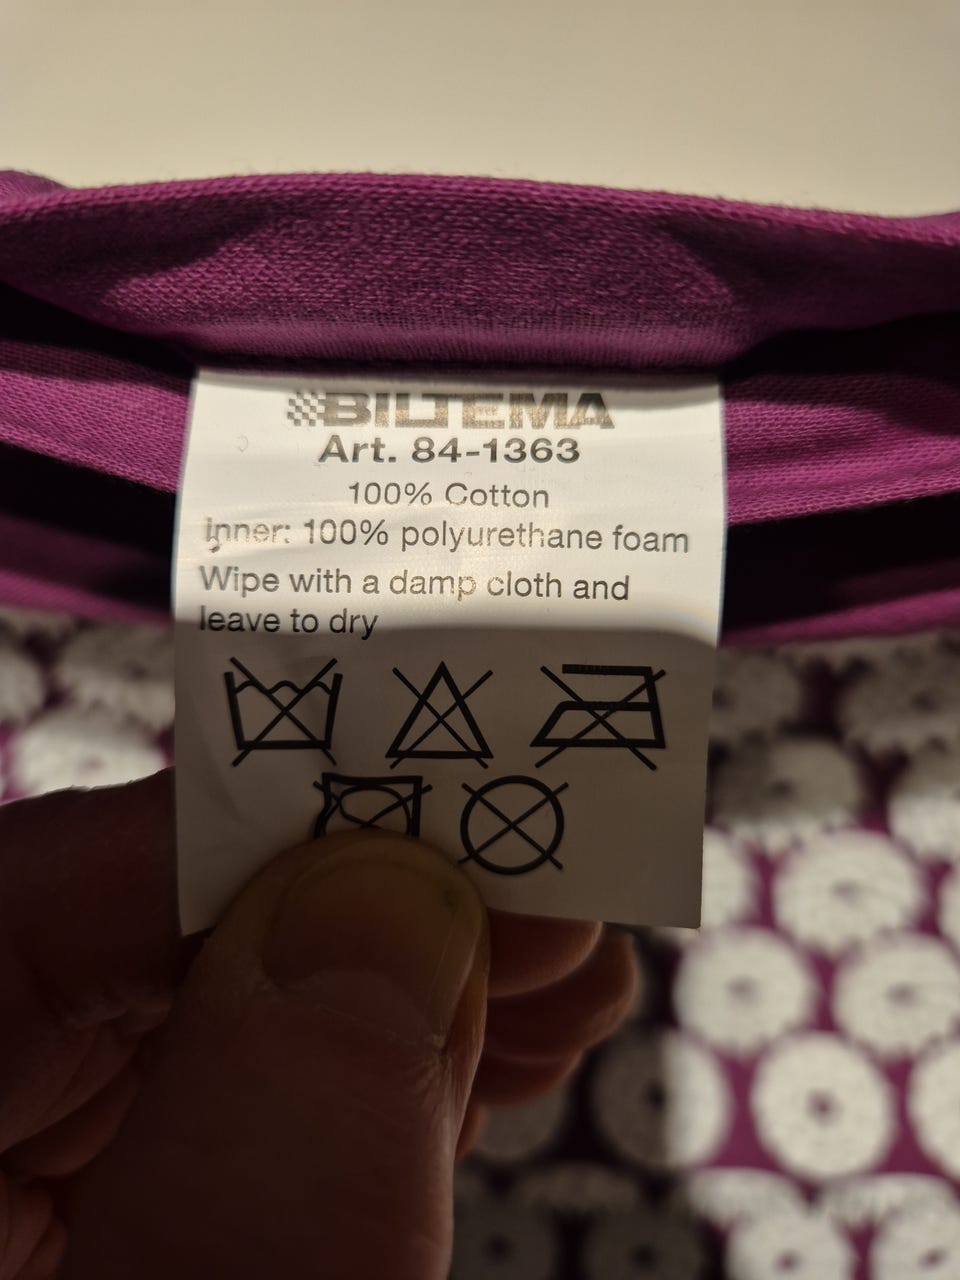 BILTEMA
Art. 84-1363
100% Cotton
Inner: 100% polyurethane foam
Wipe with a damp cloth and
leave to dry